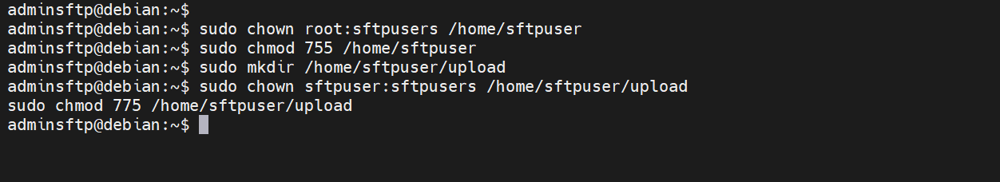 adminsftp@debian:~$
adminsftp@debian:~$ sudo chown root:sftpusers /home/sftpuser
adminsftp@debian:~$ sudo chmod 755 /home/sftpuser
adminsftp@debian:~$ sudo mkdir /home/sftpuser/upload
adminsftp@debian:~$ sudo chown sftpuser:sftpusers /home/sftpuser/upload
sudo chmod 775 /home/sftpuser/upload
adminsftp@debian:~$